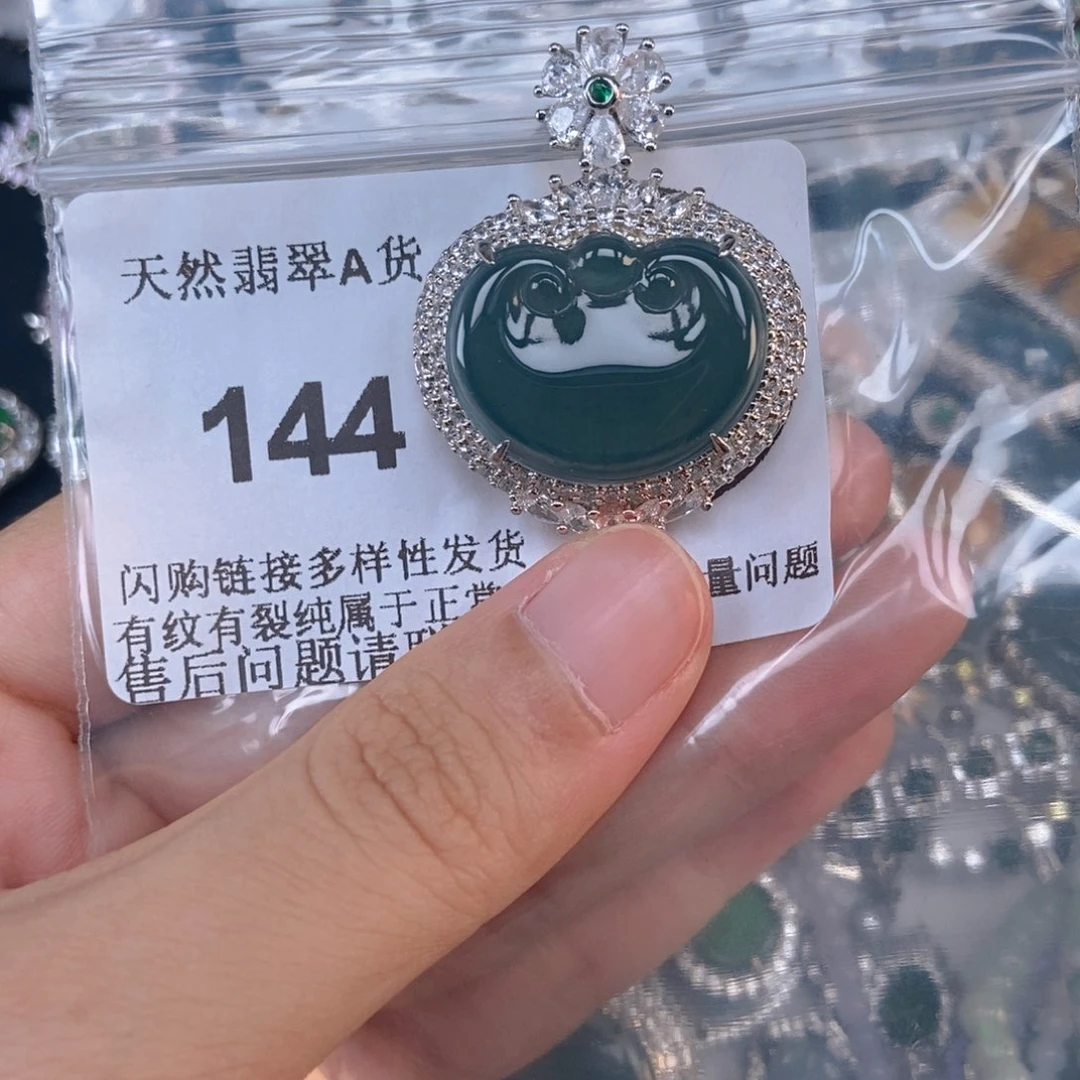 天然翡翠A货
144
闪购链接多样性发货
有纹有裂纯属于正 量问题
售后问题请